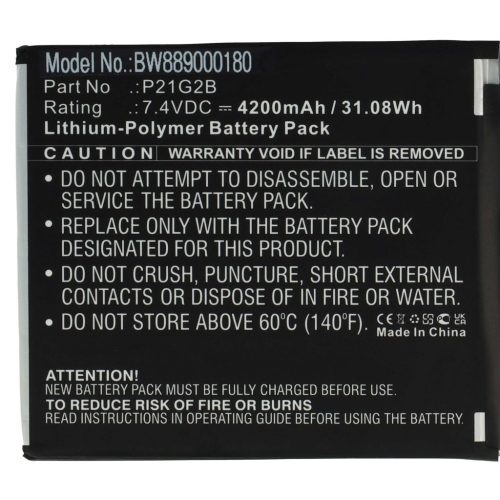 Model No.:BW889000180
Part No   :P21G2B
Rating    :7.4VDC ⎓ 4200mAh / 31.08Wh
Lithium-Polymer Battery Pack
CAUTION WARRANTY VOID IF LABEL IS REMOVED
• DO NOT ATTEMPT TO DISASSEMBLE, OPEN OR
SERVICE THE BATTERY PACK.
• REPLACE ONLY WITH THE BATTERY PACK
DESIGNATED FOR THIS PRODUCT.
• DO NOT CRUSH, PUNCTURE, SHORT EXTERNAL
CONTACTS OR DISPOSE OF IN FIRE OR WATER.
• DO NOT STORE ABOVE 60°C (140°F).
Made In China
ATTENTION!
NEW BATTERY PACK MUST BE FULLY CHARGED BEFORE USE.
TO REDUCE RISK OF FIRE OR BURNS
READ INSTRUCTIONS BEFORE USING THE BATTERY.